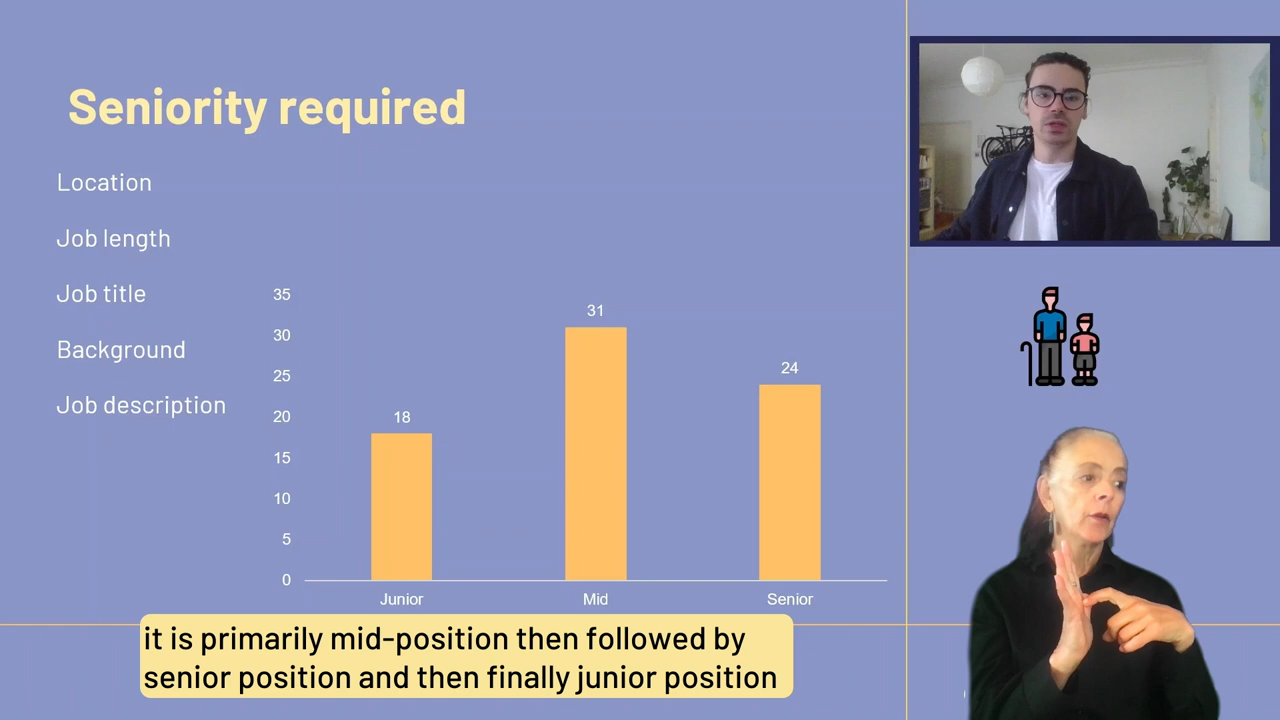 Seniority required
Location
Job length
Job title
Background
Job description
35
30
25
20
15
10
5
0
18
31
24
Junior
Mid
Senior
it is primarily mid-position then followed by
senior position and then finally junior position